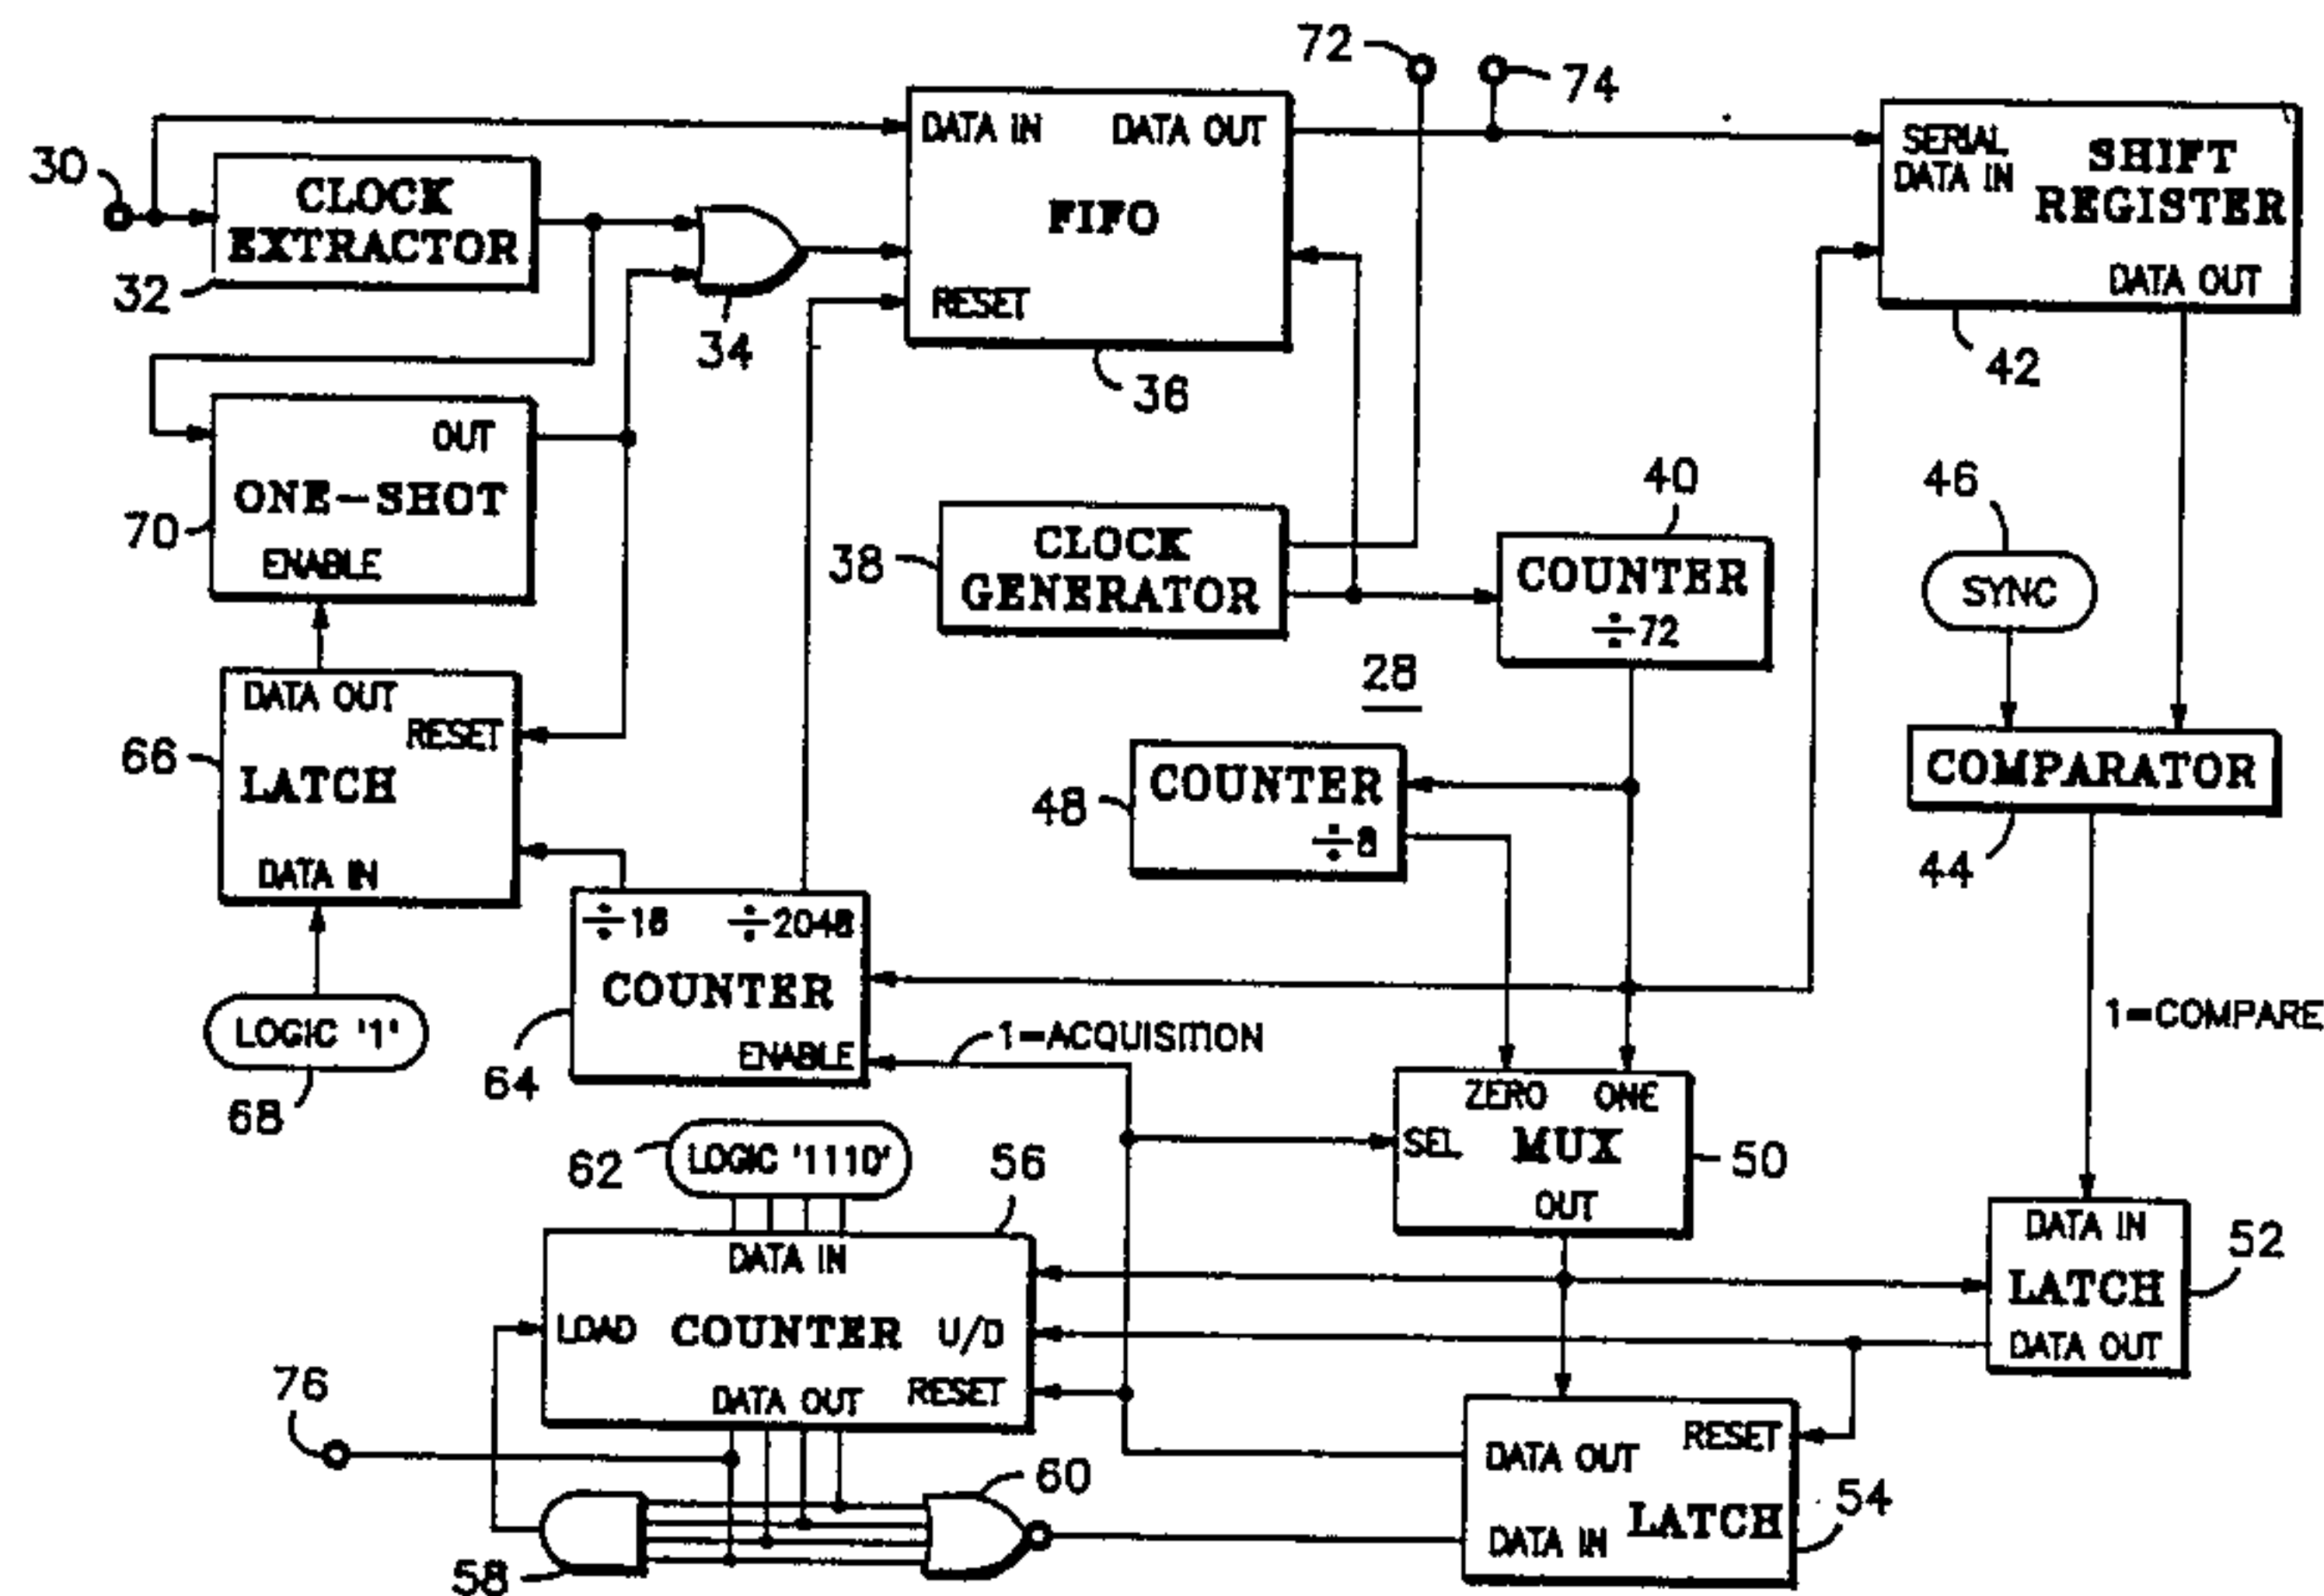 72
74
30
CLOCK
EXTRACTOR
32
34
DATA IN
DATA OUT
FIFO
RESET
36
SERIAL
DATA IN
SHIFT
REGISTER
DATA OUT
42
OUT
ONE-SHOT
70
ENABLE
38
CLOCK
GENERATOR
40
COUNTER
÷72
46
SYNC
28
DATA OUT
RESET
66
LATCH
DATA IN
48
COUNTER
÷8
COMPARATOR
44
÷16
÷2048
COUNTER
ENABLE
64
LOGIC '1'
68
1=ACQUISITION
1=COMPARE
ZERO
ONE
SEL
MUX
OUT
50
62
LOGIC '1110'
56
DATA IN
LOAD
COUNTER
U/D
RESET
DATA OUT
DATA IN
LATCH
DATA OUT
52
76
58
60
RESET
DATA OUT
DATA IN
LATCH
54